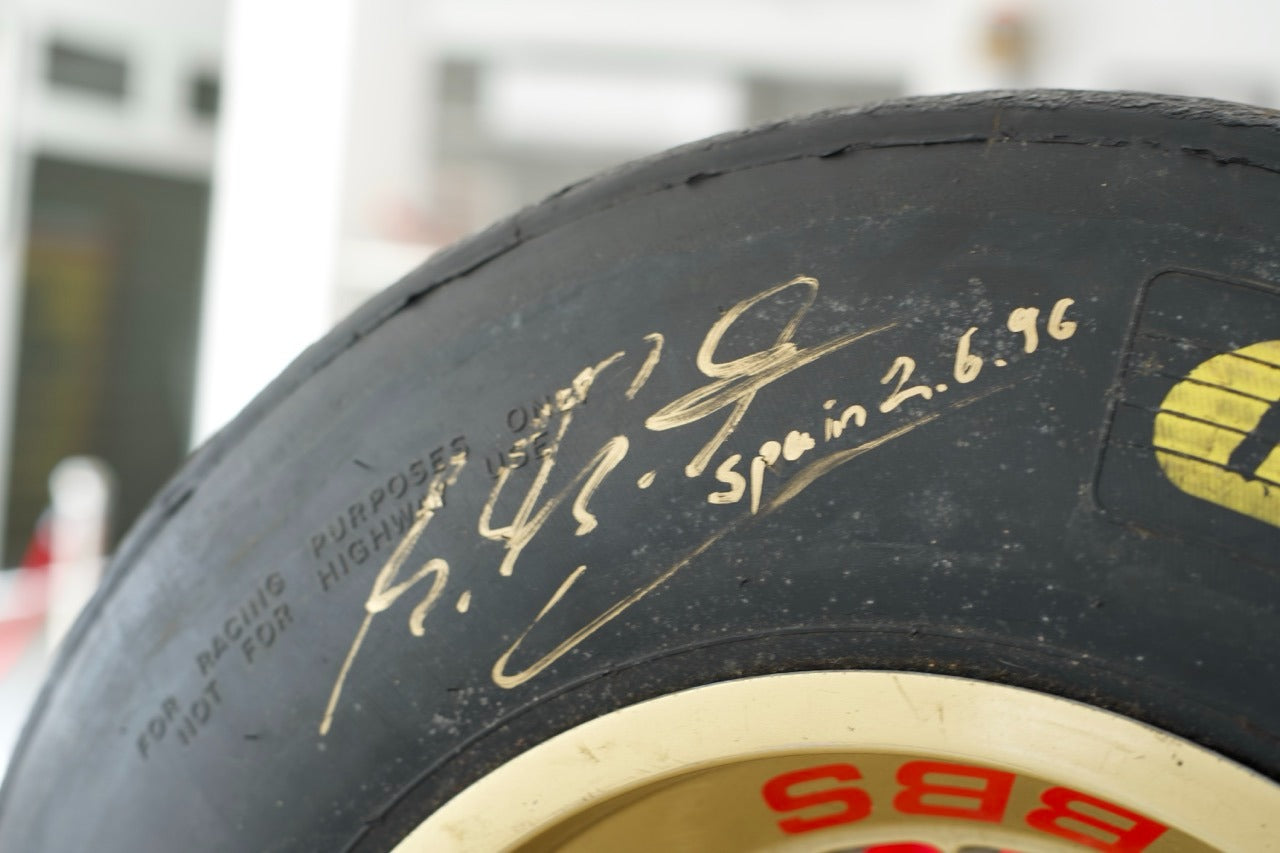 FOR RACING PURPOSES ONLY
NOT FOR HIGHWAY USE
Spain 2.6.96
BBS